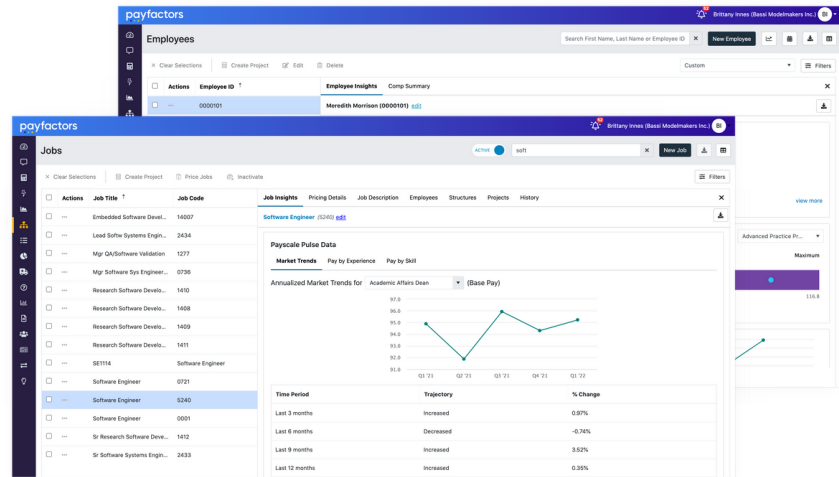 payfactors
52
Brittany Innes (Bassi Modelmakers Inc.) BI
Employees
Search First Name, Last Name or Employee ID × New Employee
× Clear Selections Create Project Edit Delete
Custom Filters
Actions Employee ID ↑
Employee Insights Comp Summary ×
... 0000101
Meredith Morrison (0000101) edit
view more
Advanced Practice Pr...
Maximum
116.0
payfactors
52
Brittany Innes (Bassi Modelmakers Inc.) BI
Jobs
ACTIVE soft × New Job
× Clear Selections Create Project Price Jobs Inactivate
Filters
Actions Job Title ↑ Job Code
Job Insights Pricing Details Job Description Employees Structures Projects History ×
Software Engineer (5240) edit
... Embedded Software Devel... 14007
... Lead Softw Systems Engin... 2434
... Mgr QA/Software Validation 1277
... Mgr Software Sys Engineer... 0736
... Research Software Develo... 1410
... Research Software Develo... 1408
... Research Software Develo... 1409
... Research Software Develo... 1411
... SE1114 Software Engineer
... Software Engineer 0721
... Software Engineer 5240
... Software Engineer 0001
... Sr Research Software Deve... 1412
... Sr Software Systems Engin... 2433
Payscale Pulse Data
Market Trends Pay by Experience Pay by Skill
Annualized Market Trends for Academic Affairs Dean (Base Pay)
97.0
96.0
95.0
94.0
93.0
92.0
91.0
Q1 '21 Q2 '21 Q3 '21 Q4 '21 Q1 '22
Time Period Trajectory % Change
Last 3 months Increased 0.97%
Last 6 months Decreased -0.74%
Last 9 months Increased 3.52%
Last 12 months Increased 0.35%